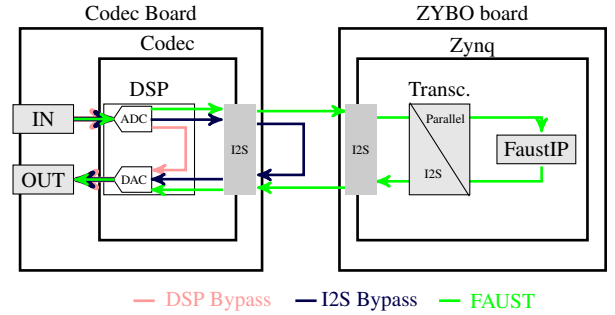 Codec Board
ZYBO board
Codec
Zynq
DSP
Transc.
IN
ADC
Parallel
I2S
I2S
FaustIP
OUT
DAC
I2S
DSP Bypass
I2S Bypass
FAUST